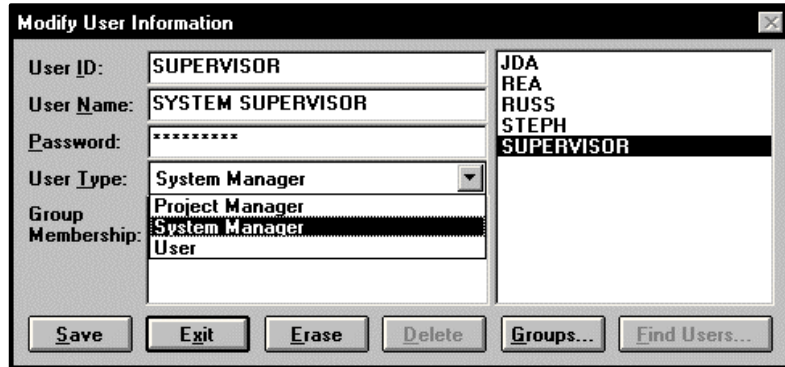 Modify User Information
User ID:
SUPERVISOR
User Name:
SYSTEM SUPERVISOR
Password:
*********
User Type:
System Manager
Project Manager
System Manager
User
Group
Membership:
JDA
REA
RUSS
STEPH
SUPERVISOR
Save
Exit
Erase
Delete
Groups...
Find Users...